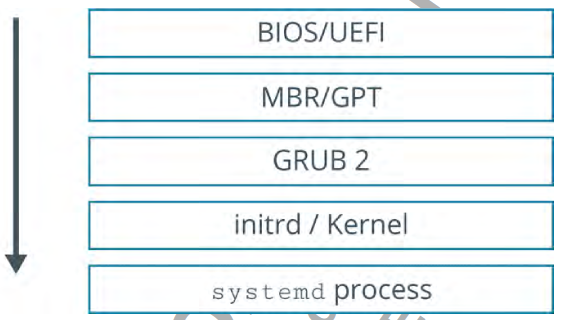 BIOS/UEFI
MBR/GPT
GRUB 2
initrd / Kernel
systemd process